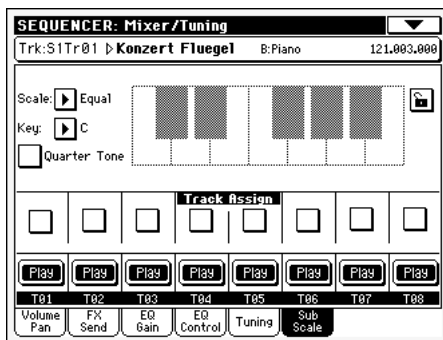 SEQUENCER: Mixer/Tuning
Trk:S1Tr01 ▷Konzert Fluegel B:Piano 121.003.000
Scale: Equal
Key: C
Quarter Tone
Track Assign
Play Play Play Play Play Play Play Play
T01 T02 T03 T04 T05 T06 T07 T08
Volume Pan FX Send EQ Gain EQ Control Tuning Sub Scale